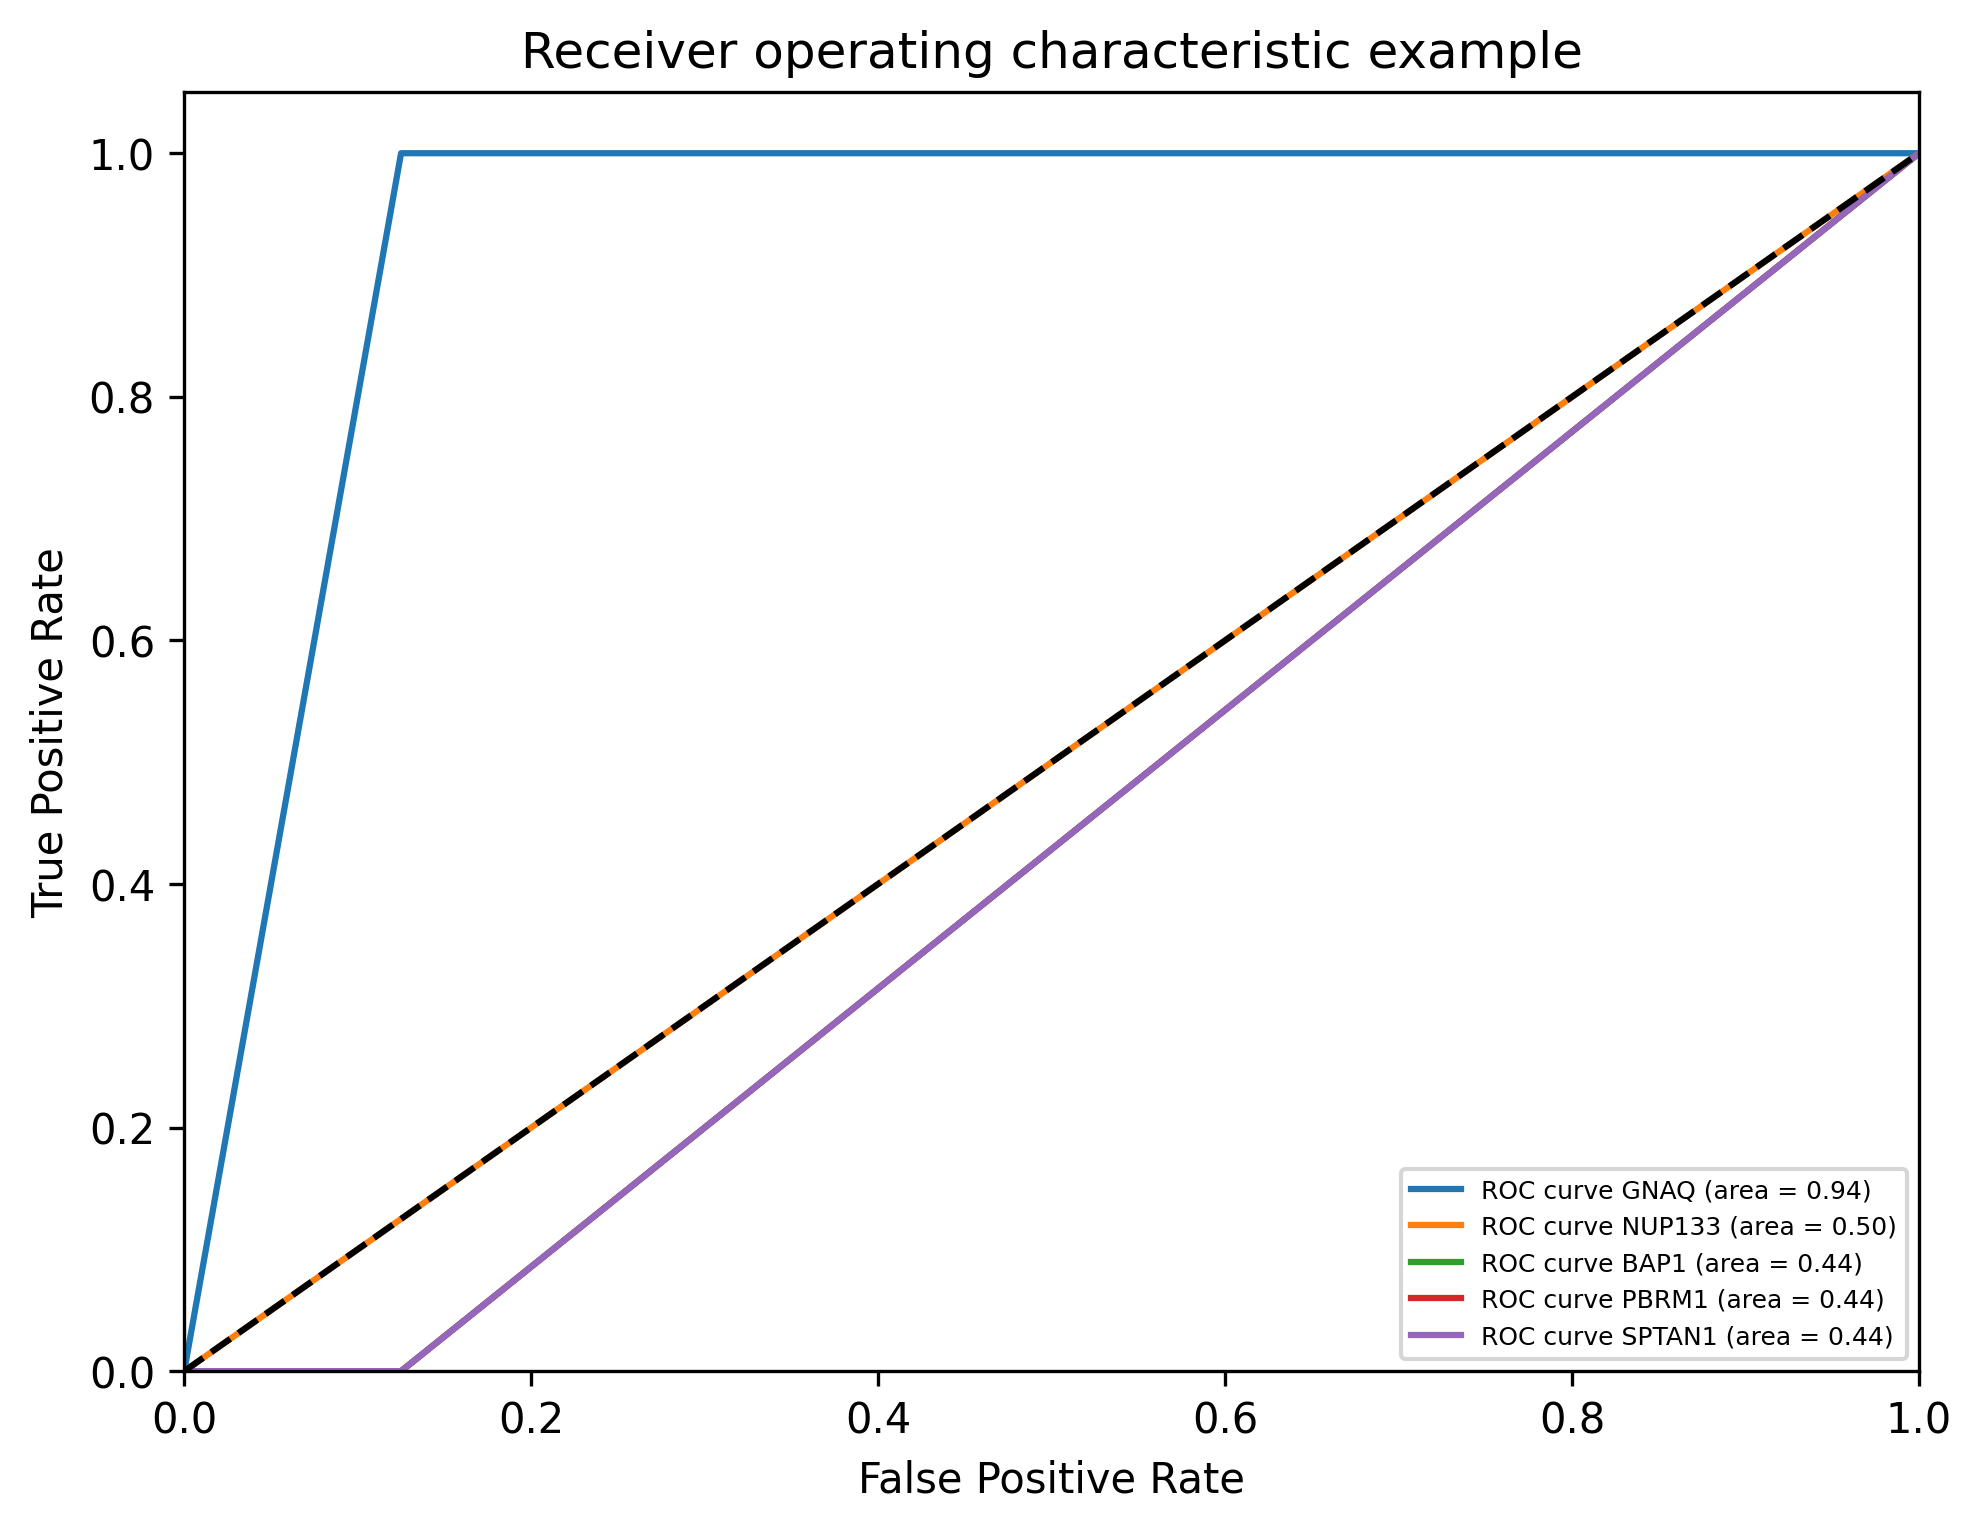 Receiver operating characteristic example
True Positive Rate
1.0
0.8
0.6
0.4
0.2
0.0
ROC curve GNAQ (area = 0.94)
ROC curve NUP133 (area = 0.50)
ROC curve BAP1 (area = 0.44)
ROC curve PBRM1 (area = 0.44)
ROC curve SPTAN1 (area = 0.44)
0.0 0.2 0.4 0.6 0.8 1.0
False Positive Rate